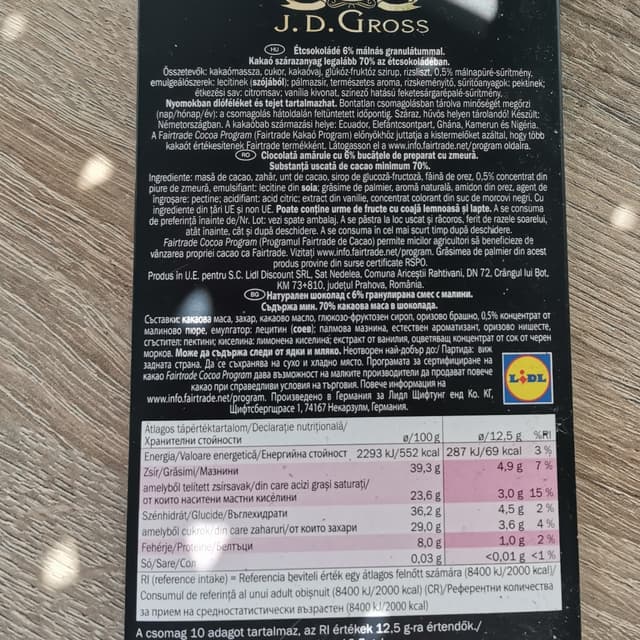 J. D. GROSS
HU Étcsokoládé 6% málnás granulátummal.
Kakaó szárazanyag legalább 70% az étcsokoládéban.
Összetevők: kakaómassza, cukor, kakaóvaj, glükóz-fruktóz szirup, rizsliszt, 0,5% málnapüré-sűrítmény,
emulgeálószerek: lecitinek (szójából); pálmazsír, természetes aroma, rizskeményítő, sűrítőanyagok: pektinek;
étkezési sav: citromsav; vanília kivonat, színező hatású feketesárgarépalé-sűrítmény.
Nyomokban dióféléket és tejet tartalmazhat. Bontatlan csomagolásban tárolva minőségét megőrzi
(nap/hónap/év): a csomagolás hátoldalán feltüntetett időpontig. Száraz, hűvös helyen tárolandó! Készült:
Németországban. A kakaóbab származási helye: Ecuador, Elefántcsontpart, Ghána, Kamerun és Nigéria.
A Fairtrade Cocoa Program (Fairtrade Kakaó Program) előnyökhöz juttatja a kistermelőket azáltal, hogy több
kakaót értékesítenek Fairtrade termékként. Látogasson el a www.info.fairtrade.net/program oldalra.
RO Ciocolată amăruie cu 6% bucățele de preparat cu zmeură.
Substanță uscată de cacao minimum 70%.
Ingrediente: masă de cacao, zahăr, unt de cacao, sirop de glucoză-fructoză, făină de orez, 0,5% concentrat din
piure de zmeură, emulsifiant: lecitine din soia; grăsime de palmier, aromă naturală, amidon din orez, agent de
îngroșare: pectine; acidifiant: acid citric; extract din vanilie, concentrat colorant din suc de morcovi negri. Cu
ingrediente din țări UE și non UE. Poate conține urme de fructe cu coajă lemnoasă și lapte. A se consuma
de preferință înainte de/Nr. Lot: vezi spate ambalaj. A se păstra la loc uscat și răcoros, ferit de razele soarelui,
atât înainte, cât și după deschidere. A se consuma în cel mai scurt timp după deschidere.
Fairtrade Cocoa Program (Programul Fairtrade de Cacao) permite micilor agricultori să beneficieze de
vânzarea propriei cacao ca Fairtrade. Vizitați www.info.fairtrade.net/program. Grăsimea de palmier din acest
produs provine din surse certificate RSPO.
Produs în U.E. pentru S.C. Lidl Discount SRL, Sat Nedelea, Comuna Ariceștii Rahtivani, DN 72, Crângul lui Bot,
KM 73+810, județul Prahova, România.
BG Натурален шоколад с 6% гранулирана смес с малини.
Съдържа мин. 70% какаова маса в шоколада.
Съставки: какаова маса, захар, какаово масло, глюкозо-фруктозен сироп, оризово брашно, 0,5% концентрат от
малиново пюре, емулгатор: лецитин (соев); палмова мазнина, естествен ароматизант, оризово нишесте,
сгъстител: пектини; киселина: лимонена киселина; екстракт от ванилия, оцветяващ концентрат от сок от черен
морков. Може да съдържа следи от ядки и мляко. Неотворен най-добър до:/ Партида: виж
задната страна. Да се съхранява на сухо и хладно място. Програмата за сертифициране на
какао Fairtrade Cocoa Program дава възможност на малките производители да продават повече
какао при справедливи условия на търговия. Повече информация на
www.info.fairtrade.net/program. Произведено в Германия за Лидл Щифтунг енд Ко. КГ,
Щифтсбергщрасе 1, 74167 Некарзулм, Германия.
LIDL
Átlagos tápértéktartalom/Declarație nutrițională/
Хранителни стойности ø/100 g ø/12,5 g %RI
Energia/Valoare energetică/Енергийна стойност 2293 kJ/552 kcal 287 kJ/69 kcal 3 %
Zsír/Grăsimi/Мазнини 39,3 g 4,9 g 7 %
amelyből telített zsírsavak/din care acizi grași saturați/
от които наситени мастни киселини 23,6 g 3,0 g 15 %
Szénhidrát/Glucide/Въглехидрати 36,2 g 4,5 g 2 %
amelyből cukrok/din care zaharuri/от които захари 29,0 g 3,6 g 4 %
Fehérje/Proteine/Белтъци 8,0 g 1,0 g 2 %
Só/Sare/Сол 0,03 g <0,01 g <1 %
RI (reference intake) = Referencia beviteli érték egy átlagos felnőtt számára (8400 kJ/2000 kcal)/
Consumul de referință al unui adult obișnuit (8400 kJ/2000 kcal) (CR)/Референтни количества
за прием на средностатистически възрастен (8400 kJ/2000 kcal)
A csomag 10 adagot tartalmaz, az RI értékek 12,5 g-ra értendők./